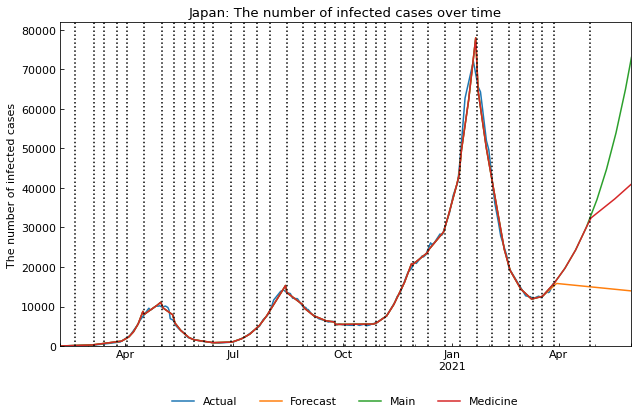 Japan: The number of infected cases over time
The number of infected cases
80000
70000
60000
50000
40000
30000
20000
10000
0
Apr Jul Oct Jan Apr
2021
Actual Forecast Main Medicine